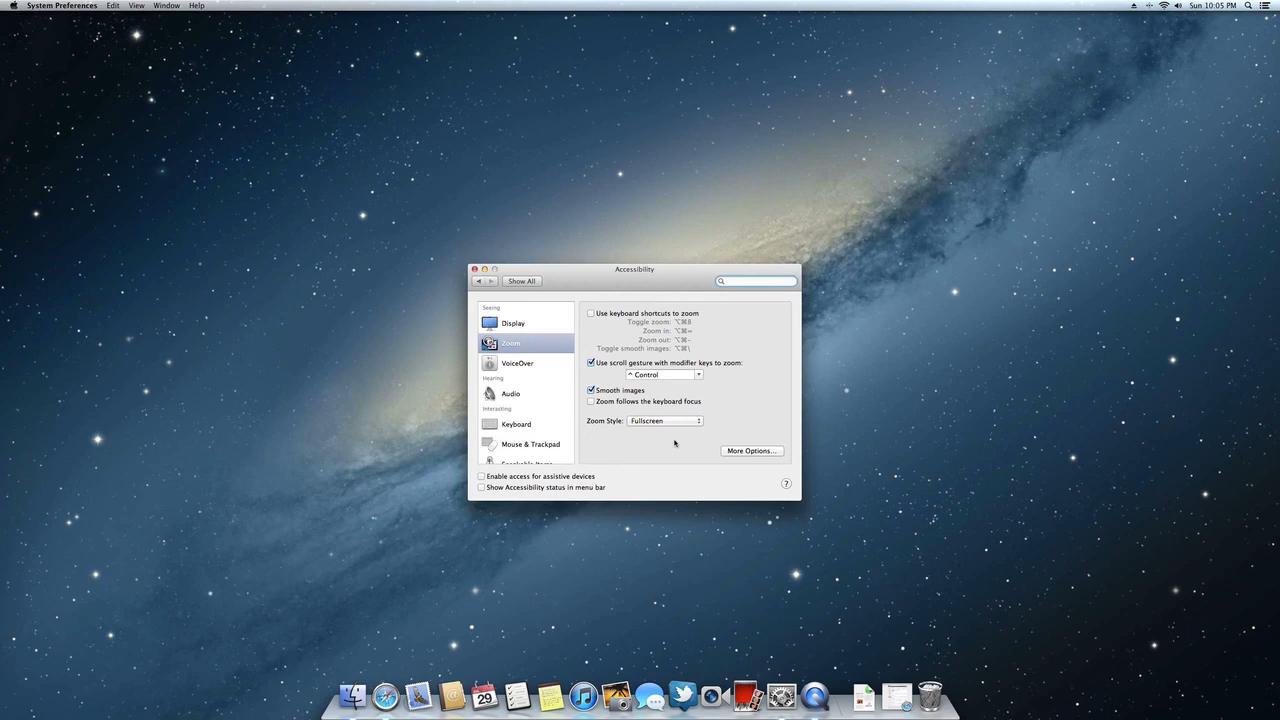 System Preferences Edit View Window Help
Sun 10:05 PM
Accessibility
Show All
Seeing
Display
Zoom
VoiceOver
Hearing
Audio
Interacting
Keyboard
Mouse & Trackpad
Speakable Items
Use keyboard shortcuts to zoom
Toggle zoom: ⌥⌘8
Zoom in: ⌥⌘=
Zoom out: ⌥⌘-
Toggle smooth images: ⌥⌘\
Use scroll gesture with modifier keys to zoom:
^ Control
Smooth images
Zoom follows the keyboard focus
Zoom Style: Fullscreen
More Options...
Enable access for assistive devices
Show Accessibility status in menu bar
?
29